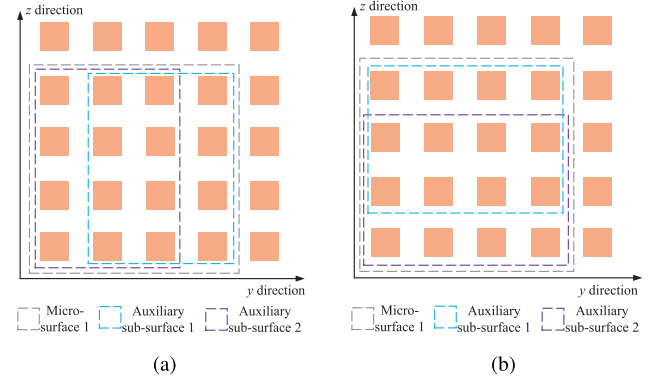 z direction
y direction
Micro-
surface 1
Auxiliary
sub-surface 1
Auxiliary
sub-surface 2
(a)
z direction
y direction
Micro-
surface 1
Auxiliary
sub-surface 1
Auxiliary
sub-surface 2
(b)